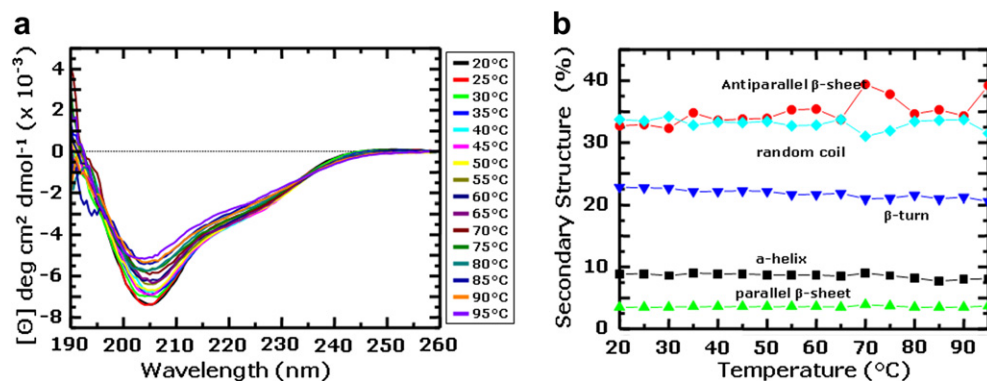 a
[Θ] deg cm² dmol⁻¹ (x 10⁻³)
4
2
0
-2
-4
-6
-8
190 200 210 220 230 240 250 260
Wavelength (nm)
20°C
25°C
30°C
35°C
40°C
45°C
50°C
55°C
60°C
65°C
70°C
75°C
80°C
85°C
90°C
95°C
b
Secondary Structure (%)
40
30
20
10
0
Antiparallel β-sheet
random coil
β-turn
a-helix
parallel β-sheet
20 30 40 50 60 70 80 90
Temperature (°C)